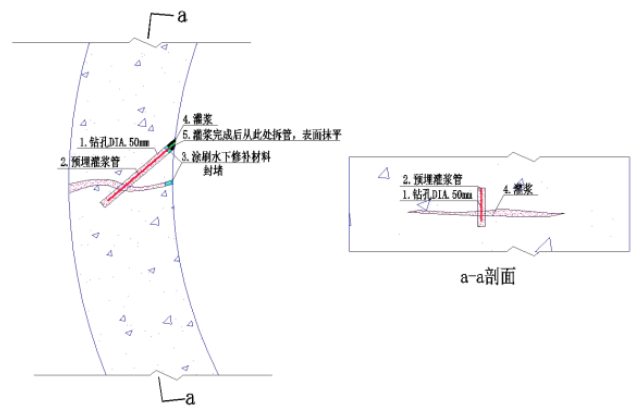 a
4.灌浆
5.灌浆完成后从此处拆管，表面抹平
1.钻孔DIA.50mm
2.预埋灌浆管
3.涂刷水下修补材料
封堵
a
2.预埋灌浆管
1.钻孔DIA.50mm
4.灌浆
a-a剖面